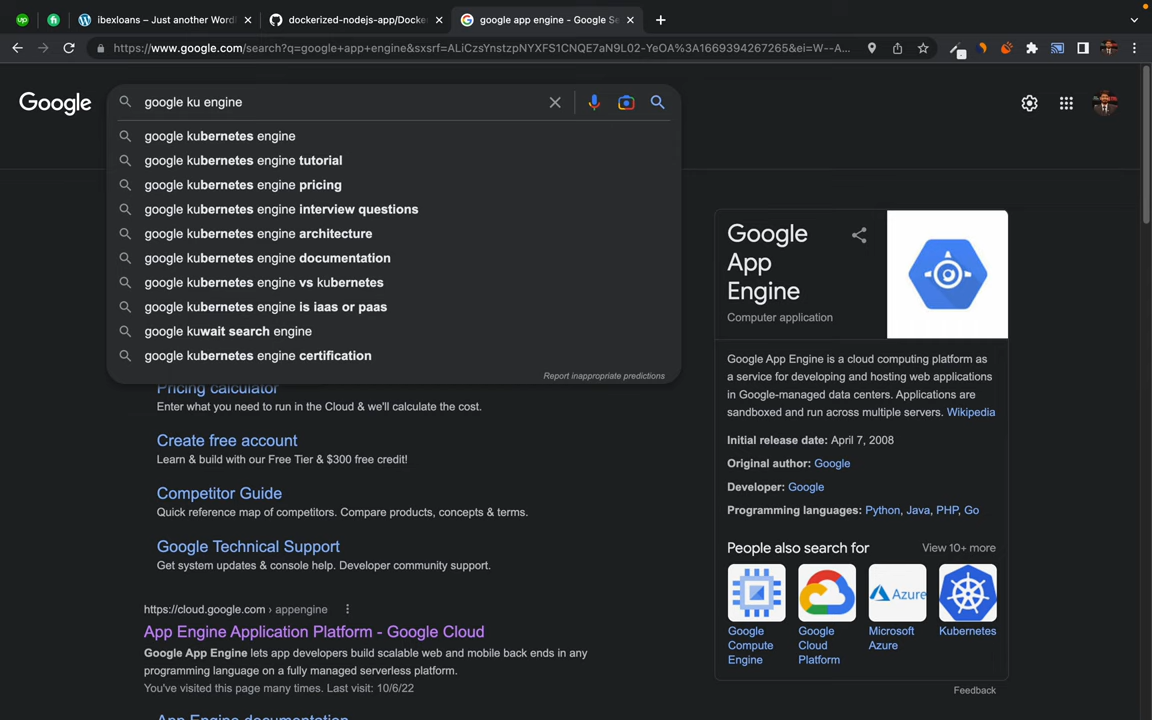 ibexloans – Just another Word
dockerized-nodejs-app/Docke
google app engine - Google Se
https://www.google.com/search?q=google+app+engine&sxsrf=ALiCzsYnstzpNYXFS1CNQE7aN9L02-YeOA%3A1669394267265&ei=W--A...
Google
google ku engine
google kubernetes engine
google kubernetes engine tutorial
google kubernetes engine pricing
google kubernetes engine interview questions
google kubernetes engine architecture
google kubernetes engine documentation
google kubernetes engine vs kubernetes
google kubernetes engine is iaas or paas
google kuwait search engine
google kubernetes engine certification
Report inappropriate predictions
Pricing calculator
Enter what you need to run in the Cloud & we'll calculate the cost.
Create free account
Learn & build with our Free Tier & $300 free credit!
Competitor Guide
Quick reference map of competitors. Compare products, concepts & terms.
Google Technical Support
Get system updates & console help. Developer community support.
https://cloud.google.com › appengine
App Engine Application Platform - Google Cloud
Google App Engine lets app developers build scalable web and mobile back ends in any
programming language on a fully managed serverless platform.
You've visited this page many times. Last visit: 10/6/22
App Engine documentation
Google
App
Engine
Computer application
Google App Engine is a cloud computing platform as
a service for developing and hosting web applications
in Google-managed data centers. Applications are
sandboxed and run across multiple servers. Wikipedia
Initial release date: April 7, 2008
Original author: Google
Developer: Google
Programming languages: Python, Java, PHP, Go
People also search for
View 10+ more
Azure
Google
Compute
Engine
Google
Cloud
Platform
Microsoft
Azure
Kubernetes
Feedback